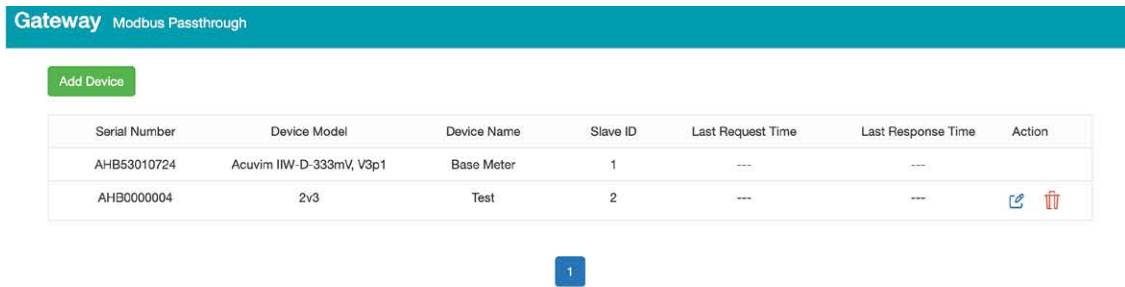 Gateway Modbus Passthrough
Add Device
Serial Number Device Model Device Name Slave ID Last Request Time Last Response Time Action
AHB53010724 Acuvim IIW-D-333mV, V3p1 Base Meter 1 --- ---
AHB0000004 2v3 Test 2 --- ---
1